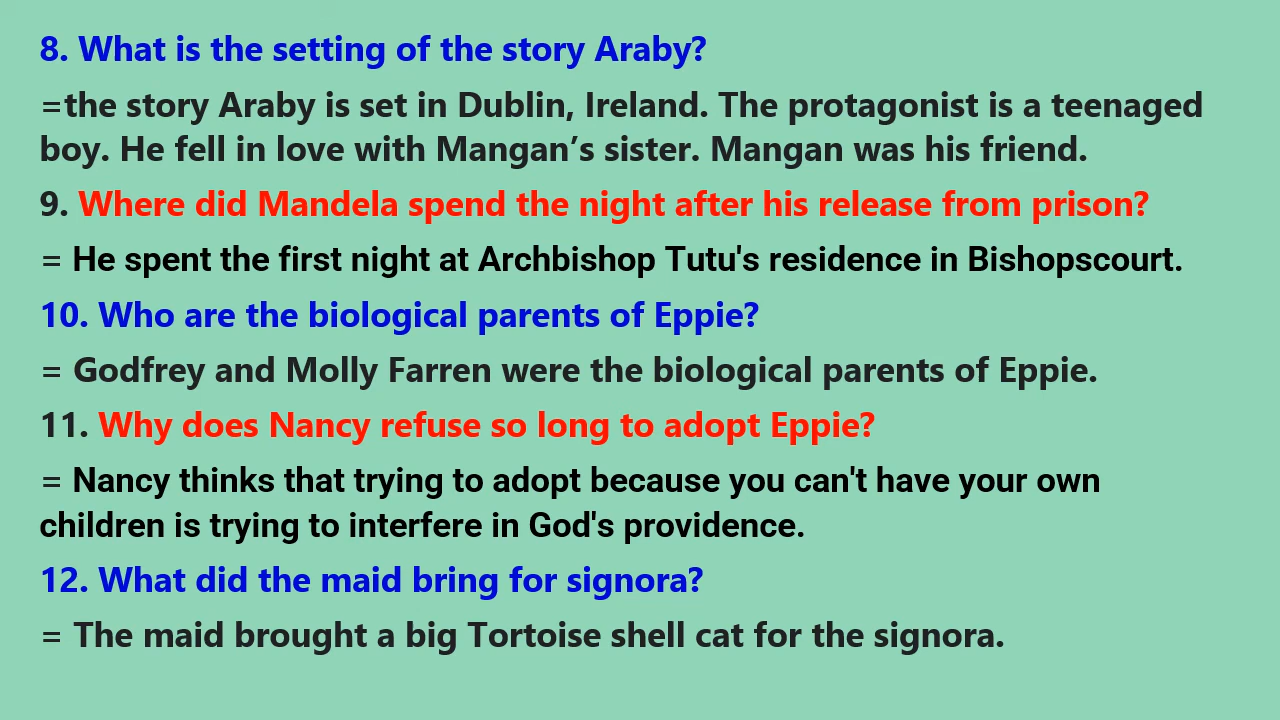 8. What is the setting of the story Araby?
=the story Araby is set in Dublin, Ireland. The protagonist is a teenaged
boy. He fell in love with Mangan’s sister. Mangan was his friend.
9. Where did Mandela spend the night after his release from prison?
= He spent the first night at Archbishop Tutu's residence in Bishopscourt.
10. Who are the biological parents of Eppie?
= Godfrey and Molly Farren were the biological parents of Eppie.
11. Why does Nancy refuse so long to adopt Eppie?
= Nancy thinks that trying to adopt because you can't have your own
children is trying to interfere in God's providence.
12. What did the maid bring for signora?
= The maid brought a big Tortoise shell cat for the signora.